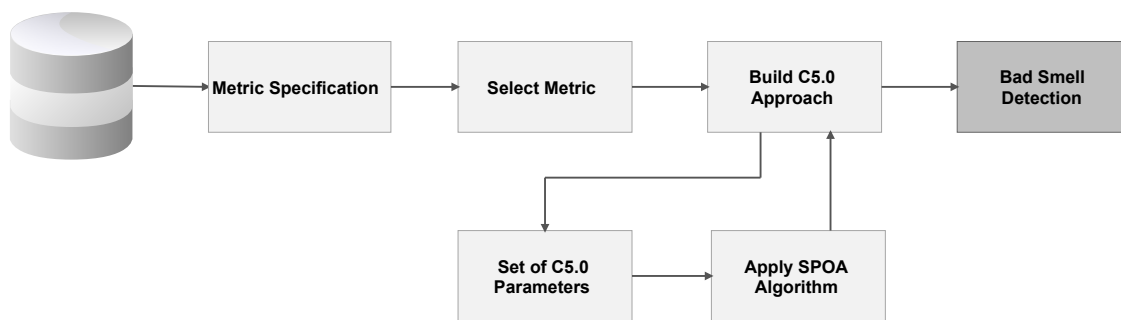 Metric Specification
Select Metric
Build C5.0
Approach
Bad Smell
Detection
Set of C5.0
Parameters
Apply SPOA
Algorithm